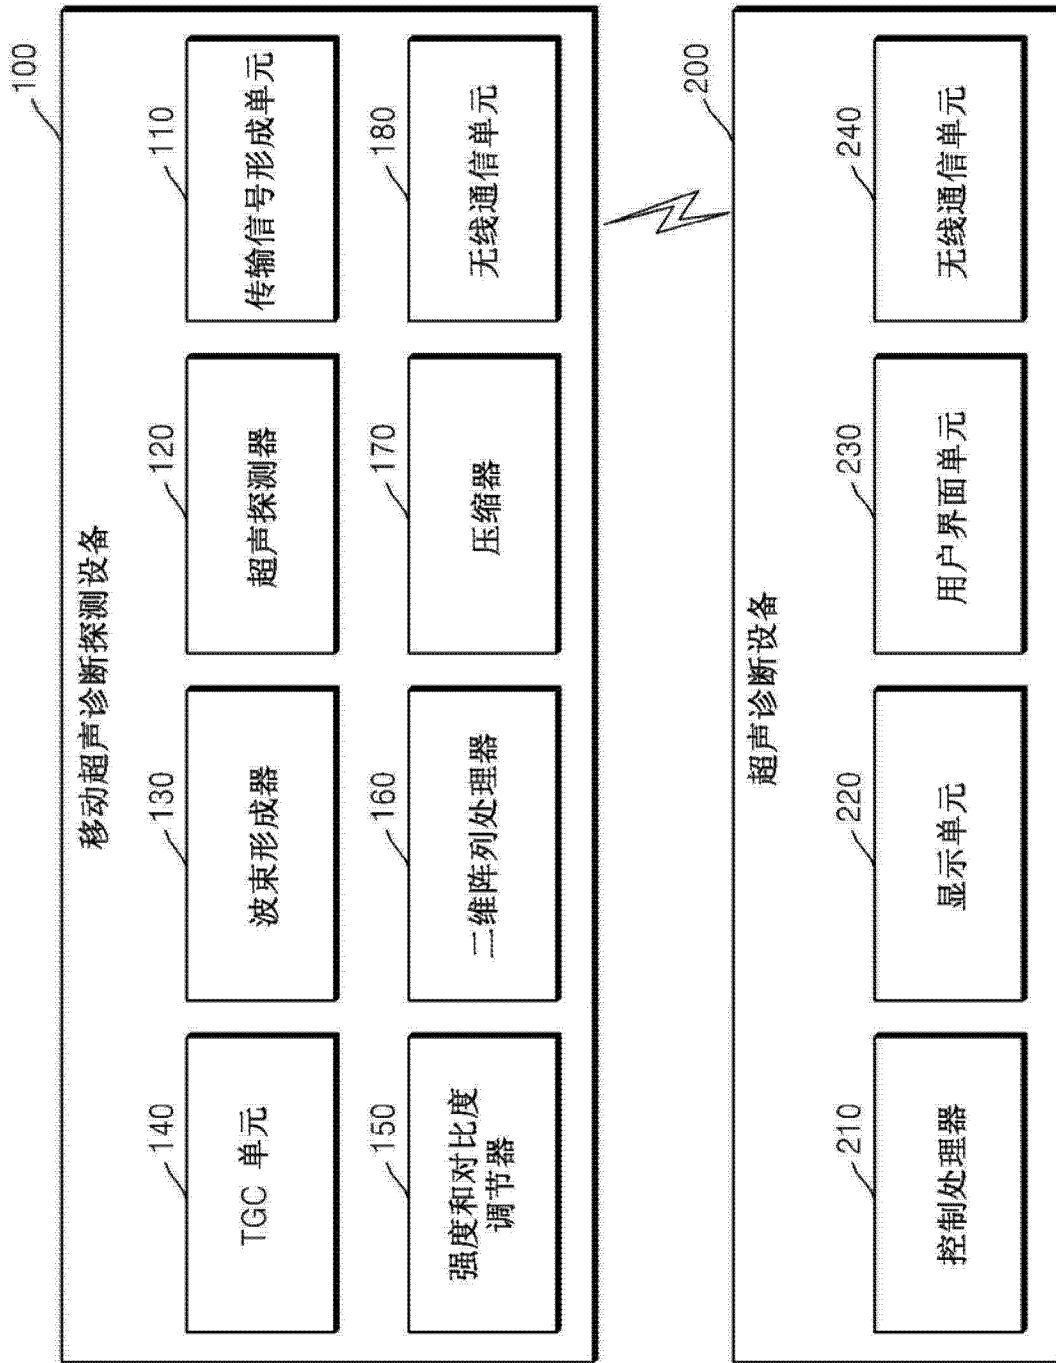 100
移动超声诊断探测设备
140
130
120
110
TGC 单元
波束形成器
超声探测器
传输信号形成单元
150
160
170
180
强度和对比度
调节器
二维阵列处理器
压缩器
无线通信单元
200
超声诊断设备
210
220
230
240
控制处理器
显示单元
用户界面单元
无线通信单元